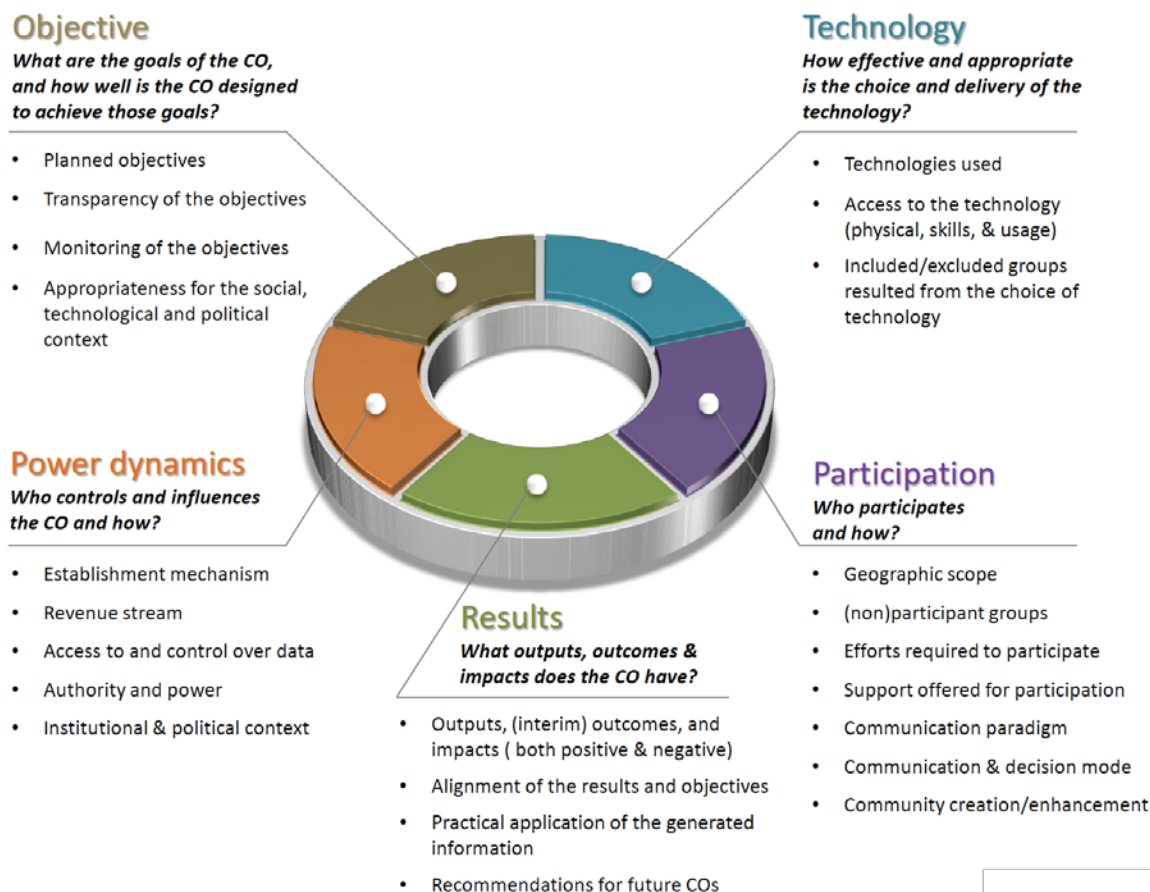 Objective
What are the goals of the CO,
and how well is the CO designed
to achieve those goals?
• Planned objectives
• Transparency of the objectives
• Monitoring of the objectives
• Appropriateness for the social,
technological and political
context
Technology
How effective and appropriate
is the choice and delivery of the
technology?
• Technologies used
• Access to the technology
(physical, skills, & usage)
• Included/excluded groups
resulted from the choice of
technology
Power dynamics
Who controls and influences
the CO and how?
• Establishment mechanism
• Revenue stream
• Access to and control over data
• Authority and power
• Institutional & political context
Results
What outputs, outcomes &
impacts does the CO have?
• Outputs, (interim) outcomes, and
impacts ( both positive & negative)
• Alignment of the results and objectives
• Practical application of the generated
information
• Recommendations for future COs
Participation
Who participates
and how?
• Geographic scope
• (non)participant groups
• Efforts required to participate
• Support offered for participation
• Communication paradigm
• Communication & decision mode
• Community creation/enhancement